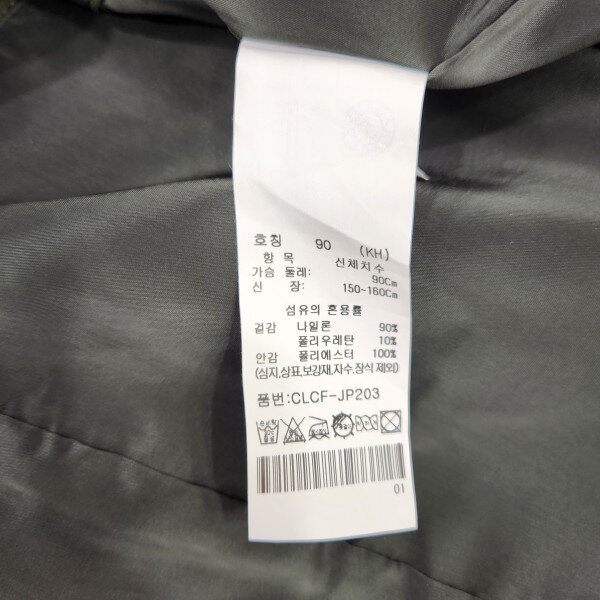 호칭 90 (KH)
항 목 신체치수
가슴 둘레: 90Cm
신 장: 150~160Cm
섬유의 혼용률
겉감 나일론 90%
폴리우레탄 10%
안감 폴리에스터 100%
(심지,상표,보강재,자수,장식 제외)
품번:CLCF-JP203
01